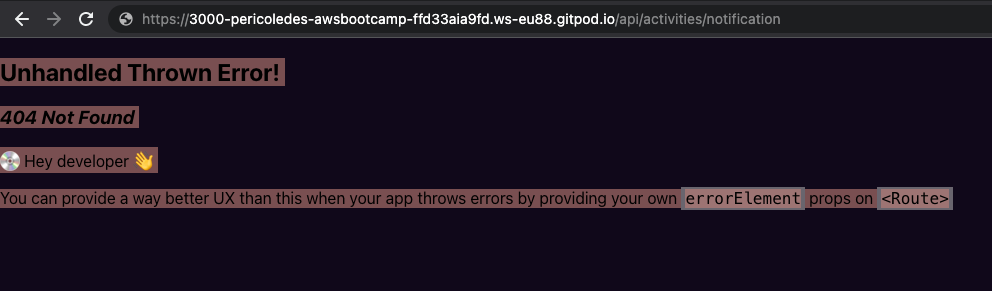 https://3000-pericoledes-awsbootcamp-ffd33aia9fd.ws-eu88.gitpod.io/api/activities/notification
Unhandled Thrown Error!
404 Not Found
💿 Hey developer 👋
You can provide a way better UX than this when your app throws errors by providing your own errorElement props on <Route>